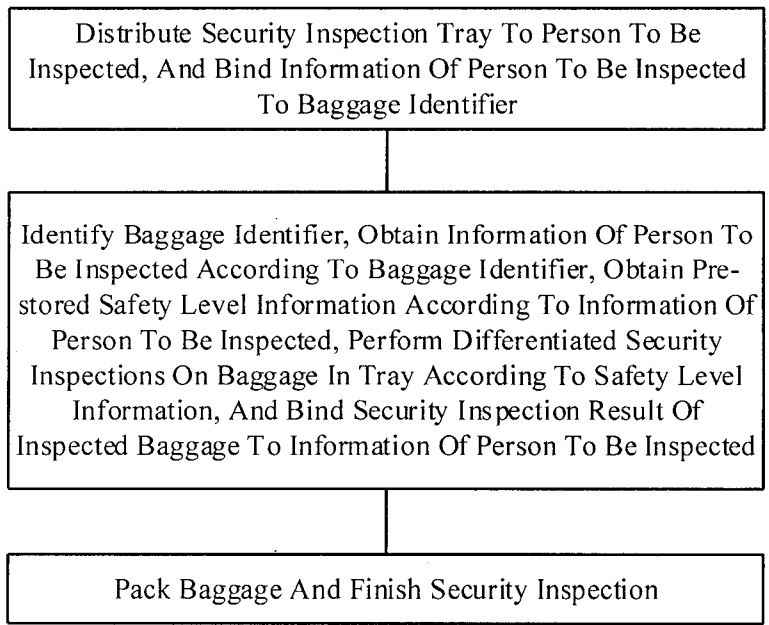 Distribute Security Inspection Tray To Person To Be
Inspected, And Bind Information Of Person To Be Inspected
To Baggage Identifier
Identify Baggage Identifier, Obtain Information Of Person To
Be Inspected According To Baggage Identifier, Obtain Pre-
stored Safety Level Information According To Information Of
Person To Be Inspected, Perform Differentiated Security
Inspections On Baggage In Tray According To Safety Level
Information, And Bind Security Inspection Result Of
Inspected Baggage To Information Of Person To Be Inspected
Pack Baggage And Finish Security Inspection